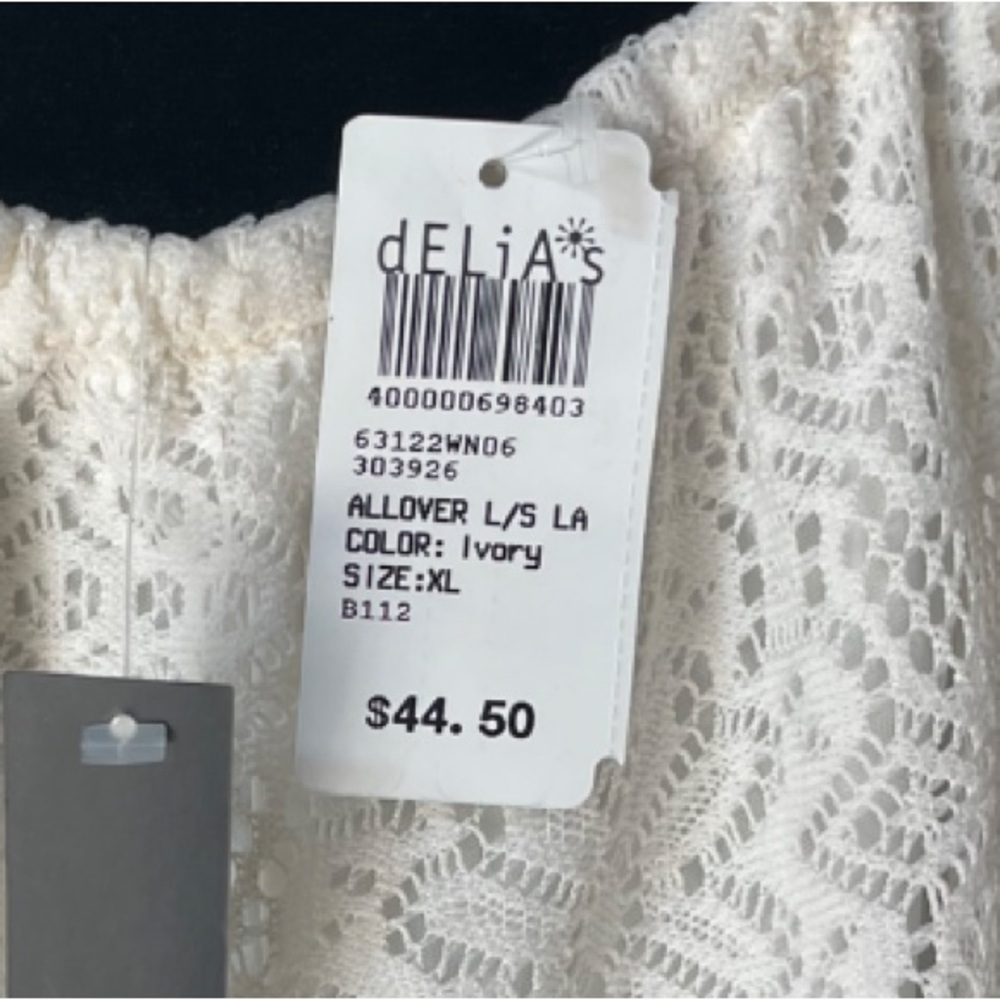 dELiA*s
400000698403
63122WN06
303926
ALLOVER L/S LA
COLOR: Ivory
SIZE:XL
B112
$44.50